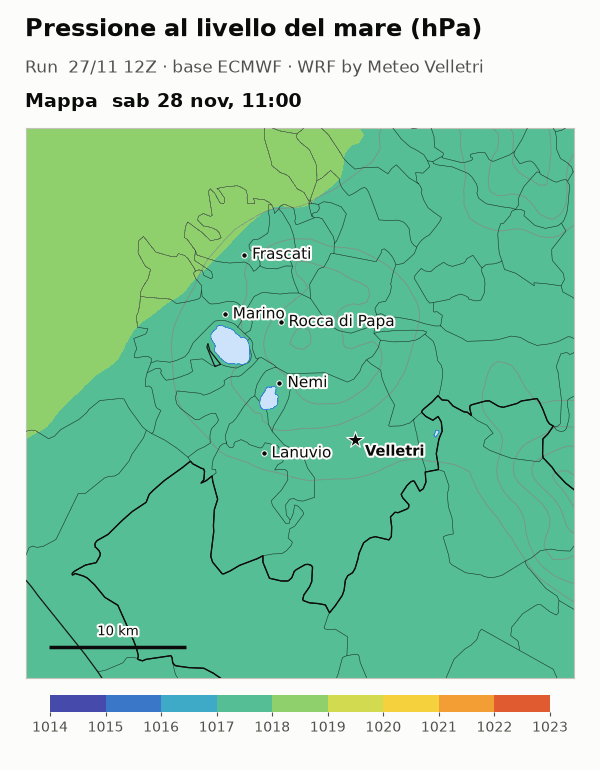 Pressione al livello del mare (hPa)
Run  27/11 12Z · base ECMWF · WRF by Meteo Velletri
Mappa  sab 28 nov, 11:00
Frascati
Marino
Rocca di Papa
Nemi
Velletri
Lanuvio
10 km
1014 1015 1016 1017 1018 1019 1020 1021 1022 1023